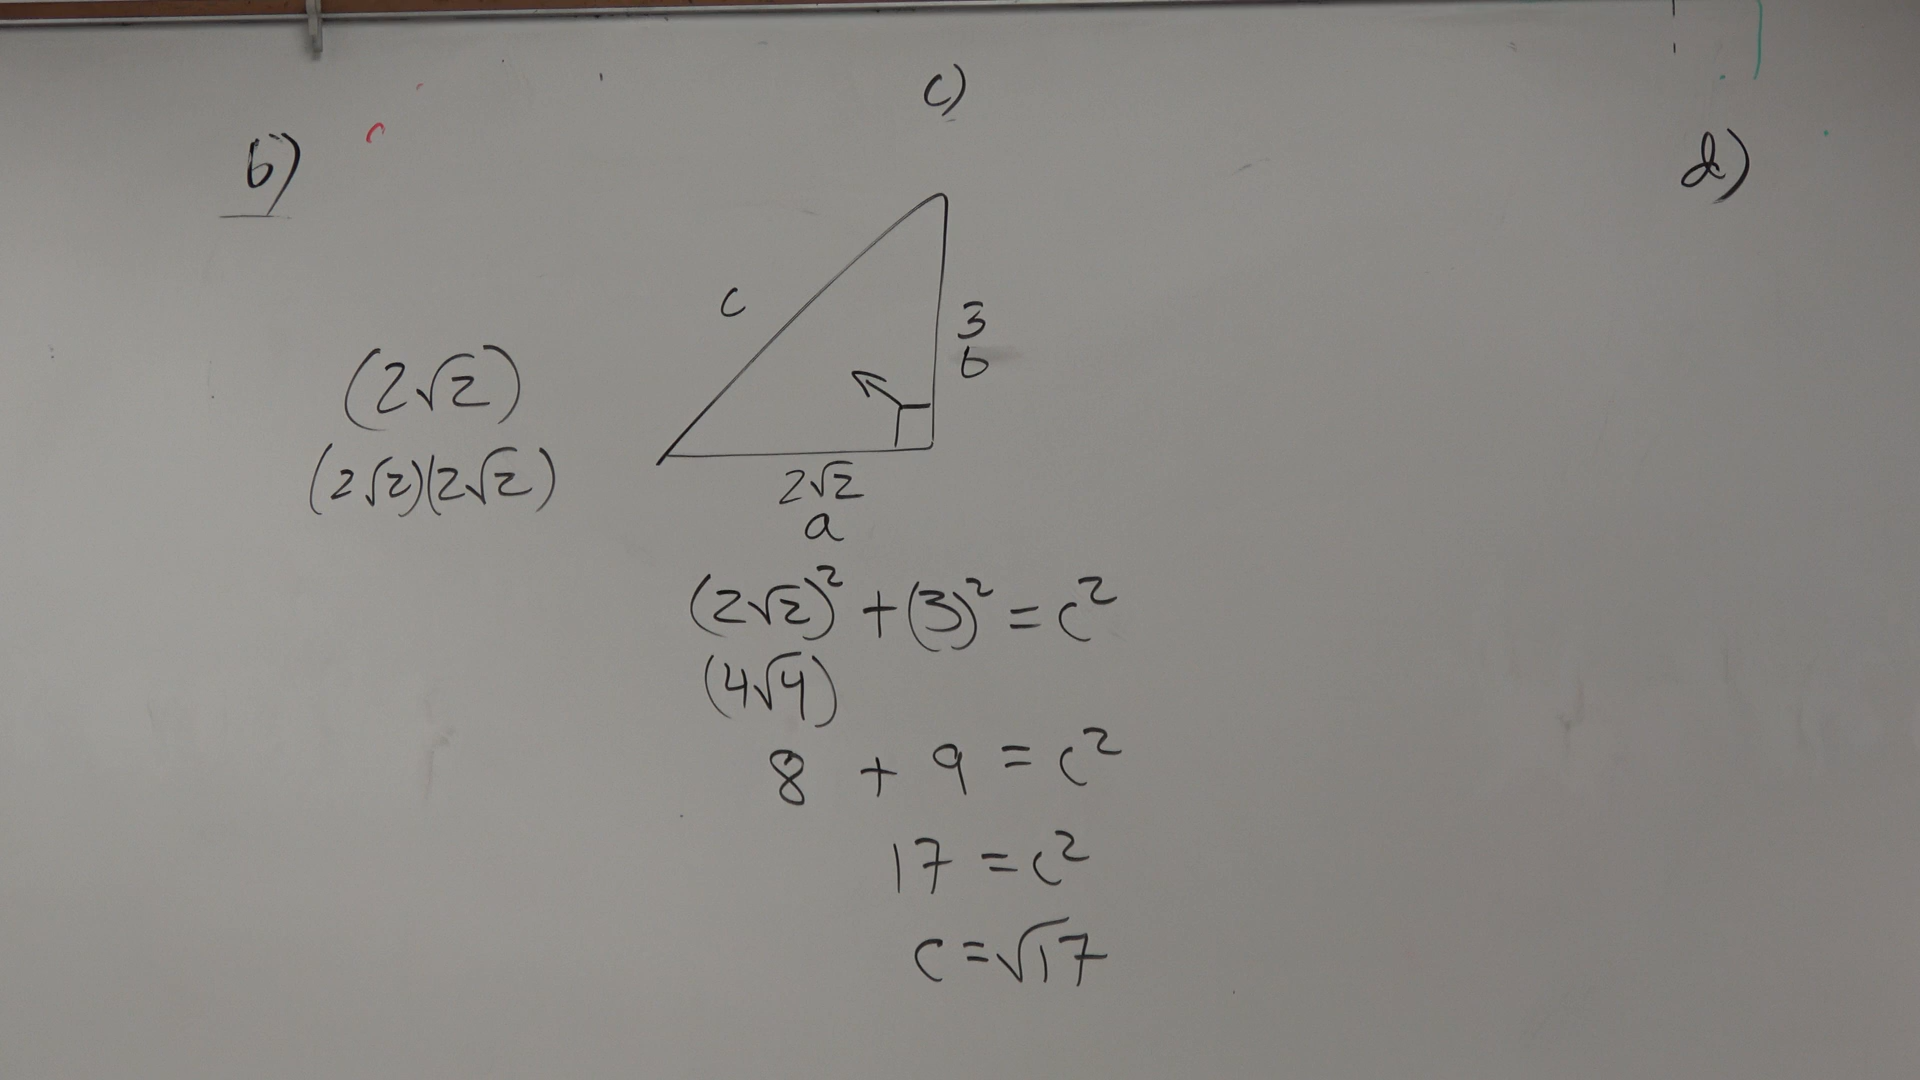 c)
b)
d)
c
3
b
(2√2)
(2√2)(2√2)
2√2
a
(2√2)² + (3)² = c²
(4√4)
8 + 9 = c²
17 = c²
c = √17